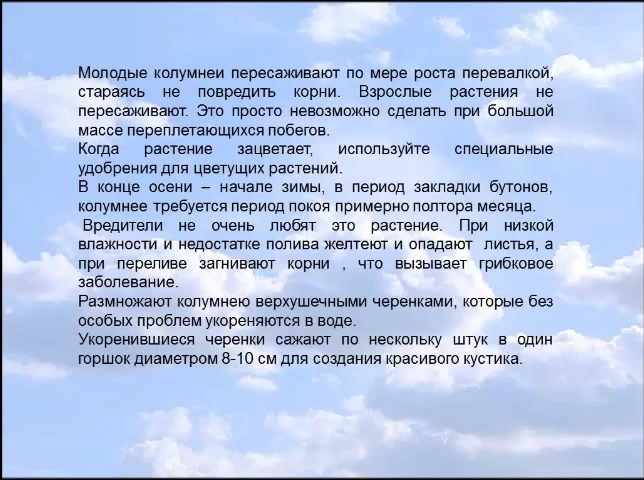 Молодые колумнеи пересаживают по мере роста перевалкой,
стараясь не повредить корни. Взрослые растения не
пересаживают. Это просто невозможно сделать при большой
массе переплетающихся побегов.
Когда растение зацветает, используйте специальные
удобрения для цветущих растений.
В конце осени – начале зимы, в период закладки бутонов,
колумнее требуется период покоя примерно полтора месяца.
Вредители не очень любят это растение. При низкой
влажности и недостатке полива желтеют и опадают листья, а
при переливе загнивают корни , что вызывает грибковое
заболевание.
Размножают колумнею верхушечными черенками, которые без
особых проблем укореняются в воде.
Укоренившиеся черенки сажают по нескольку штук в один
горшок диаметром 8-10 см для создания красивого кустика.